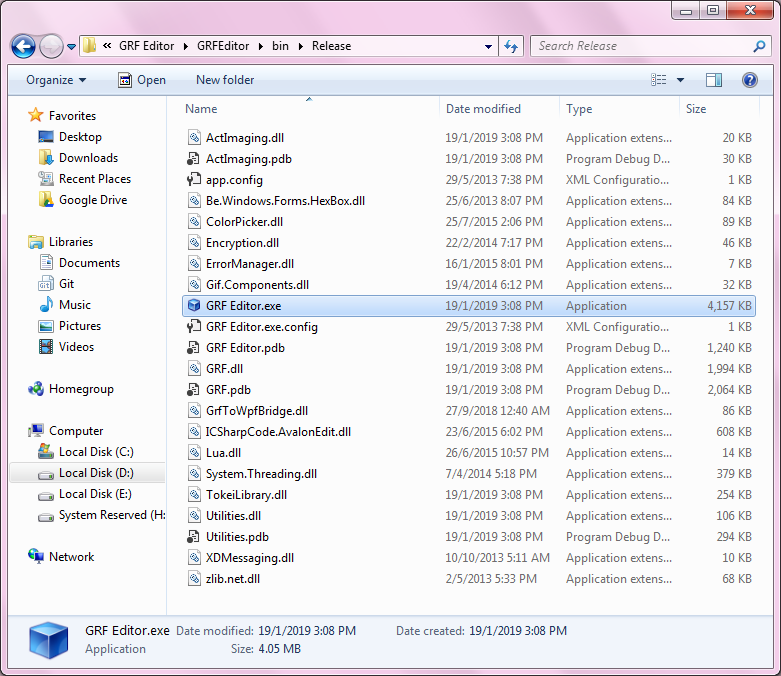 « GRF Editor ▸ GRFEditor ▸ bin ▸ Release
Search Release
Organize Open New folder
Name Date modified Type Size
Favorites
Desktop
Downloads
Recent Places
Google Drive
Libraries
Documents
Git
Music
Pictures
Videos
Homegroup
Computer
Local Disk (C:)
Local Disk (D:)
Local Disk (E:)
System Reserved (H:
Network
ActImaging.dll 19/1/2019 3:08 PM Application extens... 20 KB
ActImaging.pdb 19/1/2019 3:08 PM Program Debug D... 30 KB
app.config 29/5/2013 7:38 PM XML Configuratio... 1 KB
Be.Windows.Forms.HexBox.dll 25/6/2013 8:07 PM Application extens... 84 KB
ColorPicker.dll 25/7/2015 2:06 PM Application extens... 89 KB
Encryption.dll 22/2/2014 7:17 PM Application extens... 46 KB
ErrorManager.dll 16/1/2015 8:01 PM Application extens... 7 KB
Gif.Components.dll 19/4/2014 6:12 PM Application extens... 32 KB
GRF Editor.exe 19/1/2019 3:08 PM Application 4,157 KB
GRF Editor.exe.config 29/5/2013 7:38 PM XML Configuratio... 1 KB
GRF Editor.pdb 19/1/2019 3:08 PM Program Debug D... 1,240 KB
GRF.dll 19/1/2019 3:08 PM Application extens... 1,994 KB
GRF.pdb 19/1/2019 3:08 PM Program Debug D... 2,064 KB
GrfToWpfBridge.dll 27/9/2018 12:40 AM Application extens... 86 KB
ICSharpCode.AvalonEdit.dll 23/6/2015 6:02 PM Application extens... 608 KB
Lua.dll 26/6/2015 10:57 PM Application extens... 14 KB
System.Threading.dll 7/4/2014 5:18 PM Application extens... 379 KB
TokeiLibrary.dll 19/1/2019 3:08 PM Application extens... 254 KB
Utilities.dll 19/1/2019 3:08 PM Application extens... 106 KB
Utilities.pdb 19/1/2019 3:08 PM Program Debug D... 294 KB
XDMessaging.dll 10/10/2013 5:11 AM Application extens... 10 KB
zlib.net.dll 2/5/2013 5:33 PM Application extens... 68 KB
GRF Editor.exe Date modified: 19/1/2019 3:08 PM Date created: 19/1/2019 3:08 PM
Application Size: 4.05 MB